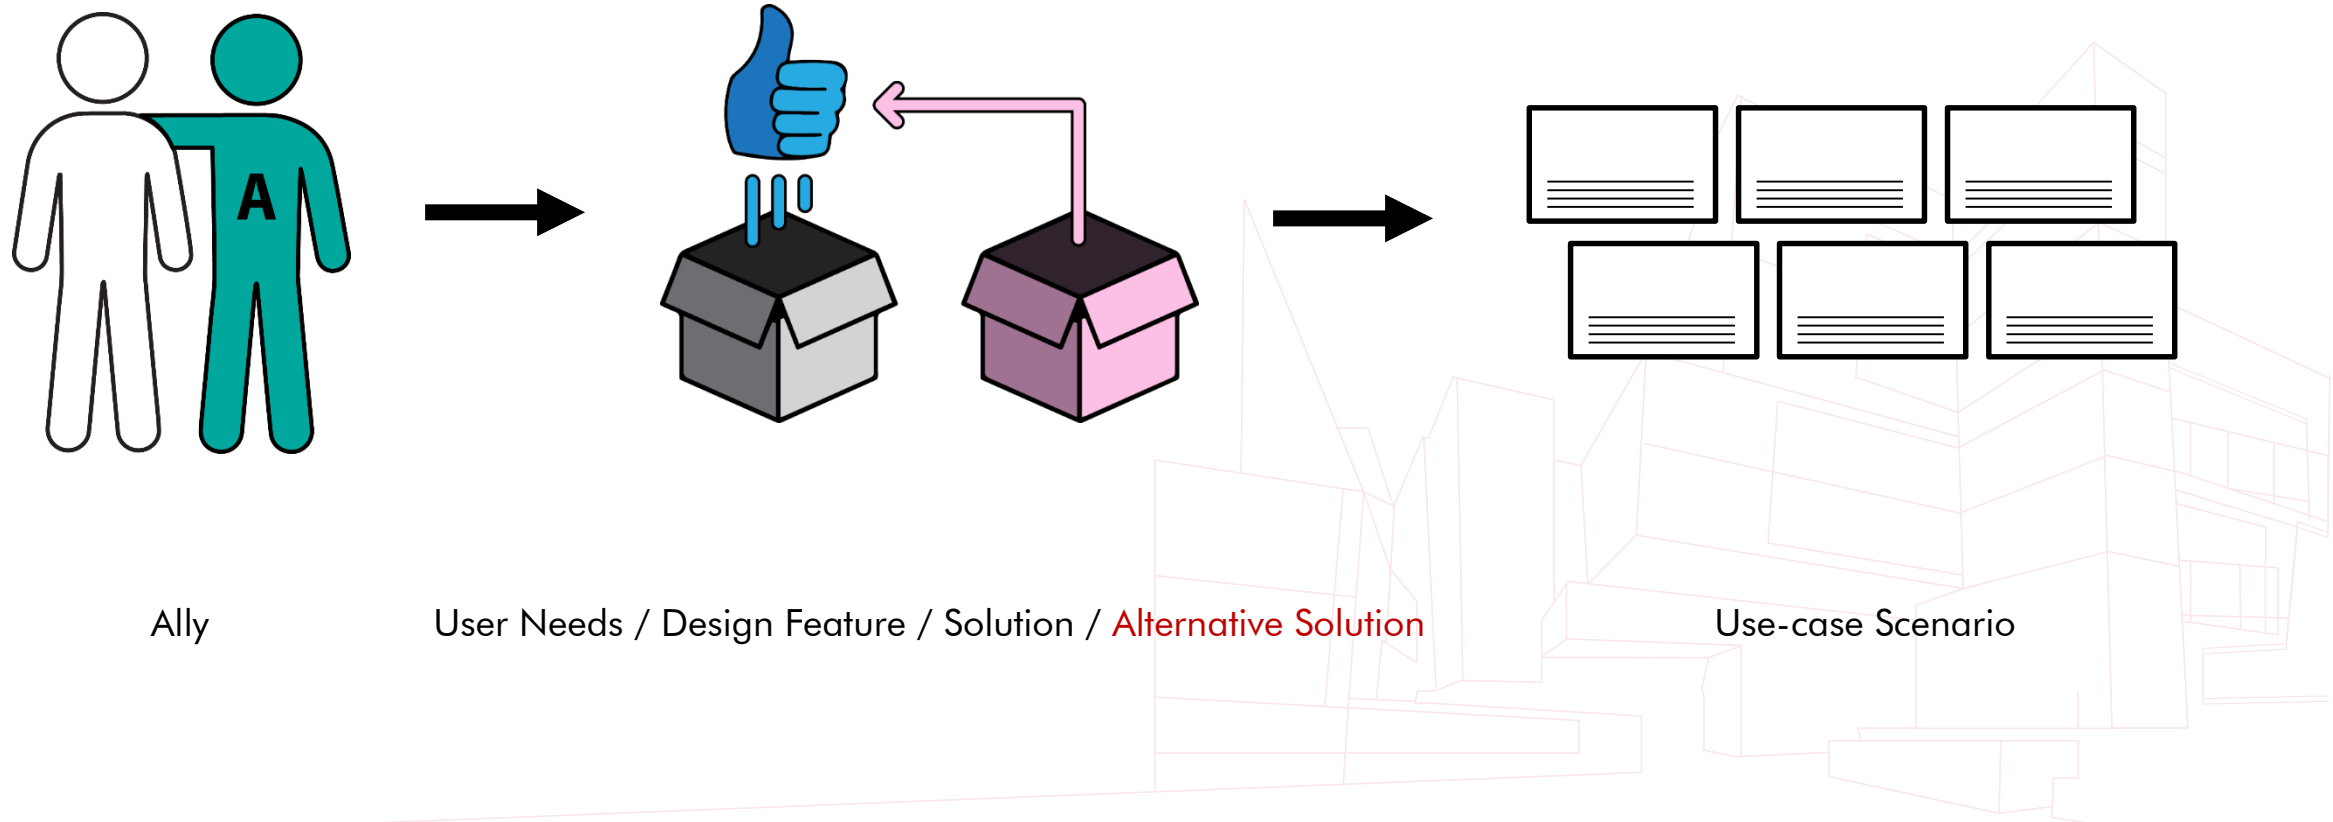 A
Ally
User Needs / Design Feature / Solution / Alternative Solution
Use-case Scenario